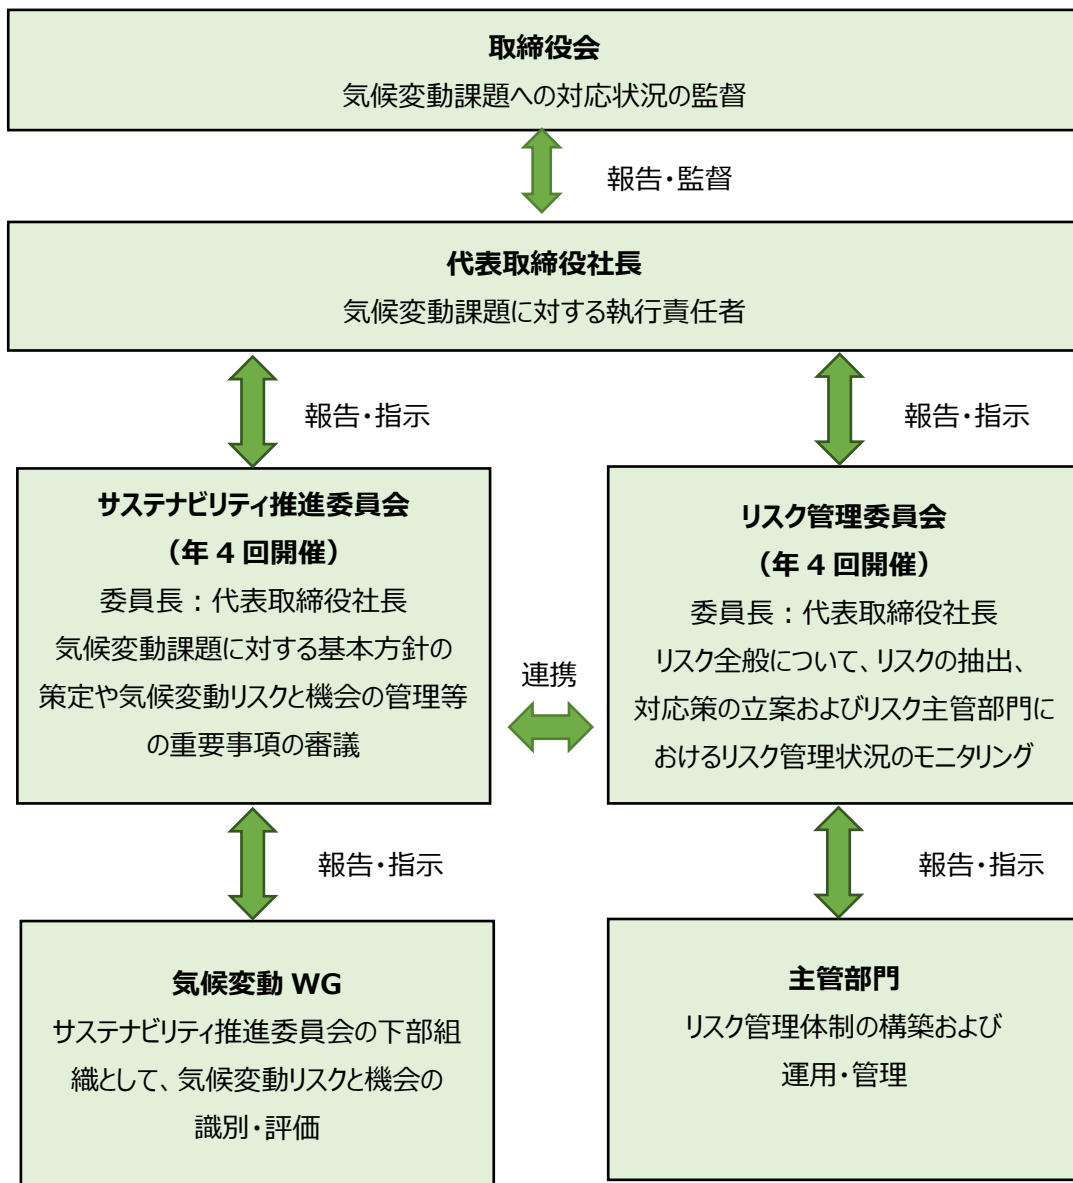 取締役会
気候変動課題への対応状況の監督
報告・監督
代表取締役社長
気候変動課題に対する執行責任者
報告・指示
報告・指示
サステナビリティ推進委員会
（年 4 回開催）
委員長：代表取締役社長
気候変動課題に対する基本方針の
策定や気候変動リスクと機会の管理等
の重要事項の審議
連携
リスク管理委員会
（年 4 回開催）
委員長：代表取締役社長
リスク全般について、リスクの抽出、
対応策の立案およびリスク主管部門に
おけるリスク管理状況のモニタリング
報告・指示
報告・指示
気候変動 WG
サステナビリティ推進委員会の下部組
織として、気候変動リスクと機会の
識別・評価
主管部門
リスク管理体制の構築および
運用・管理